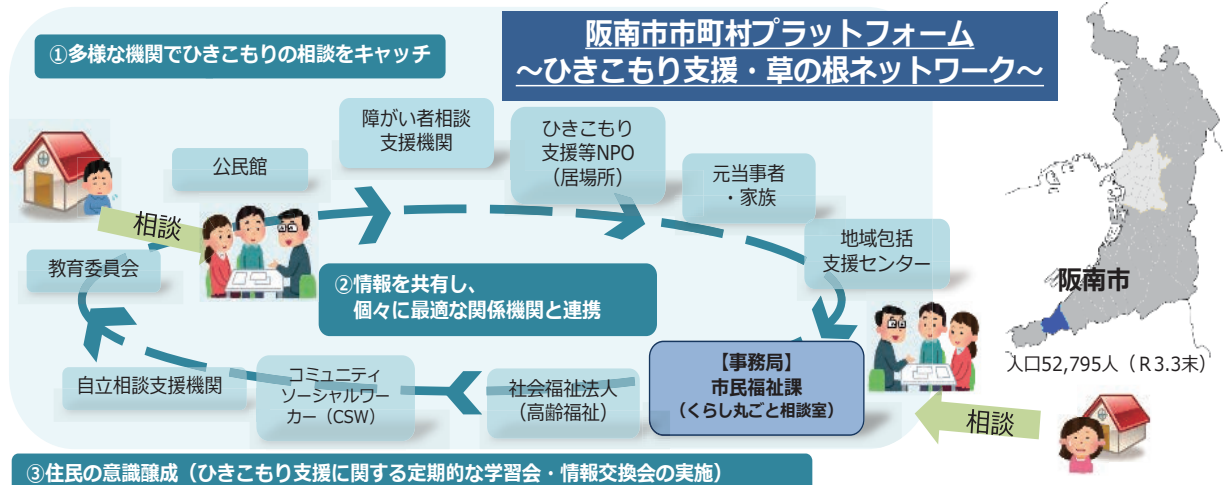 ①多様な機関でひきこもりの相談をキャッチ
阪南市市町村プラットフォーム
～ひきこもり支援・草の根ネットワーク～
障がい者相談
支援機関
ひきこもり
支援等NPO
（居場所）
公民館
元当事者
・家族
相談
地域包括
支援センター
教育委員会
②情報を共有し、
個々に最適な関係機関と連携
阪南市
人口52,795人（R3.3末）
自立相談支援機関
コミュニティ
ソーシャルワー
カー（CSW）
社会福祉法人
（高齢福祉）
【事務局】
市民福祉課
（くらし丸ごと相談室）
相談
③住民の意識醸成（ひきこもり支援に関する定期的な学習会・情報交換会の実施）